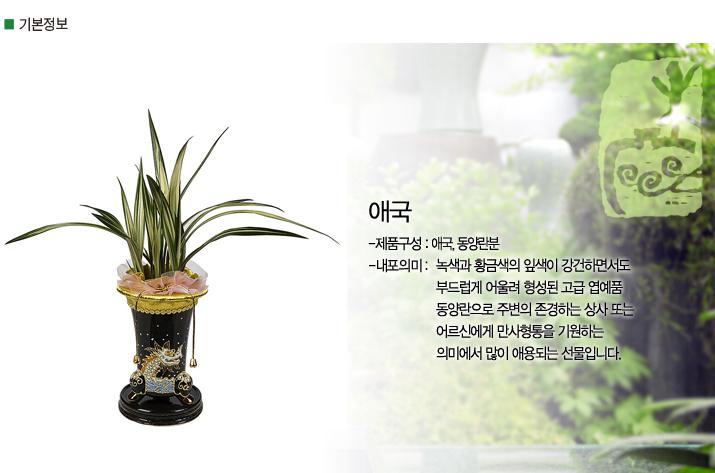 기본정보
애국
-제품구성 : 애국, 동양란분
-내포의미 : 녹색과 황금색의 잎색이 강건하면서도
부드럽게 어울려 형성된 고급 엽예품
동양란으로 주변의 존경하는 상사 또는
어르신에게 만사형통을 기원하는
의미에서 많이 애용되는 선물입니다.